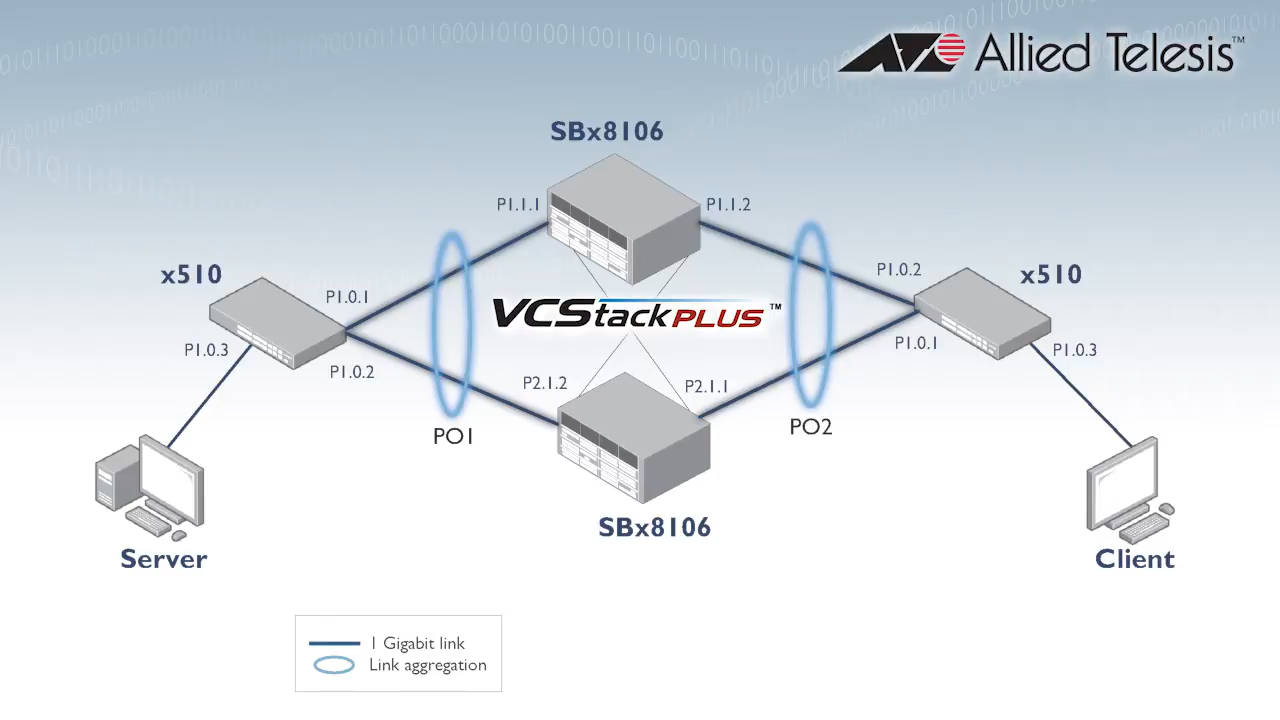 Allied Telesis™
SBx8106
P1.1.1
P1.1.2
x510
P1.0.1
P1.0.3
P1.0.2
VCStack PLUS™
P1.0.2
x510
P1.0.1
P1.0.3
P2.1.2
P2.1.1
PO1
PO2
SBx8106
Server
Client
1 Gigabit link
Link aggregation